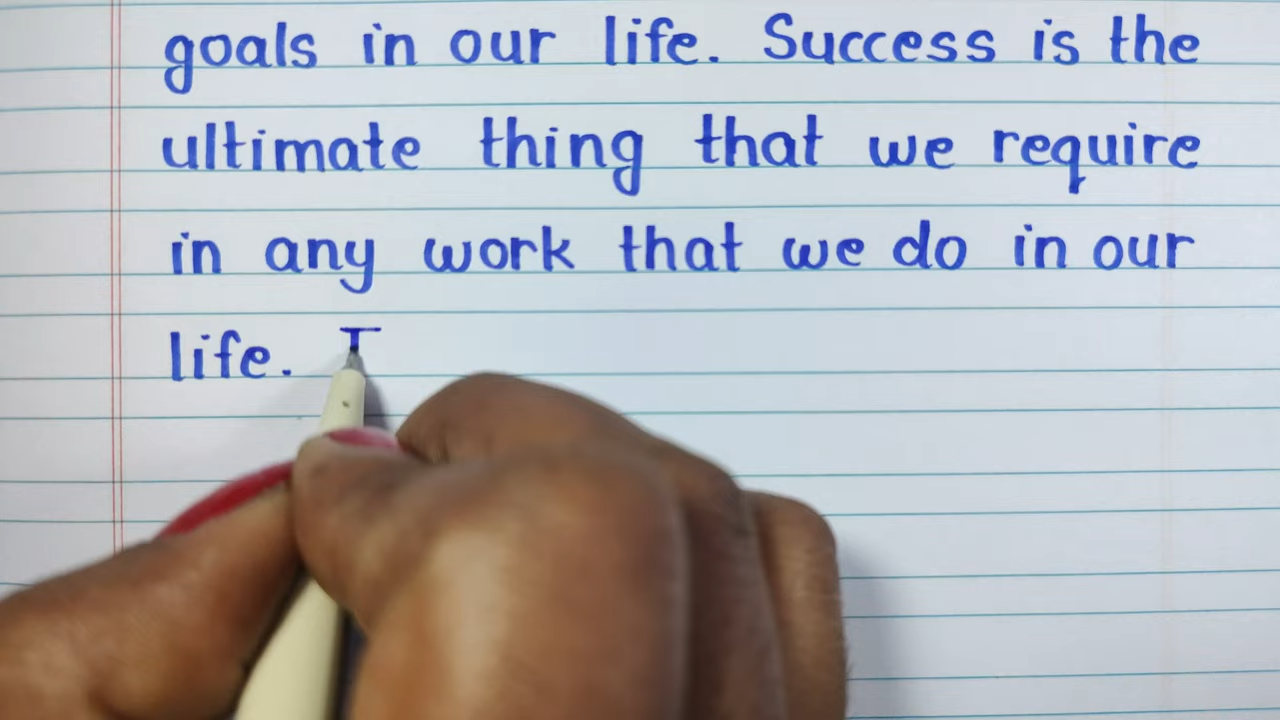 goals in our life. Success is the
ultimate thing that we require
in any work that we do in our
life.